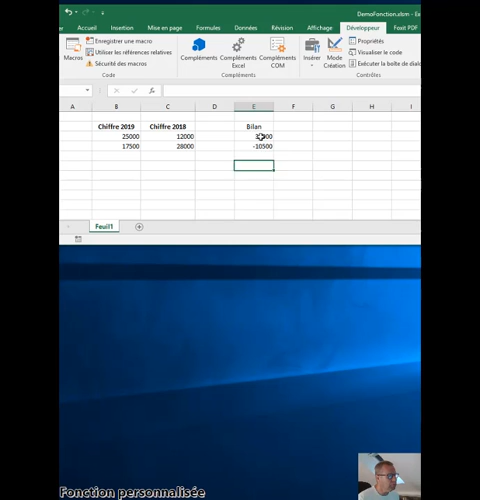 DemoFonction.xlsm - Ex
Accueil Insertion Mise en page Formules Données Révision Affichage Développeur Foxit PDF
Enregistrer une macro
Utiliser les références relatives
Sécurité des macros
Macros
Code
Compléments
Compléments Excel
Compléments COM
Compléments
Insérer
Mode Création
Propriétés
Visualiser le code
Exécuter la boîte de dialo
Contrôles
fx
A B C D E F G H I
Chiffre 2019 Chiffre 2018 Bilan
25000 12000
17500 28000 -10500
Feuil1
Fonction personnalisée